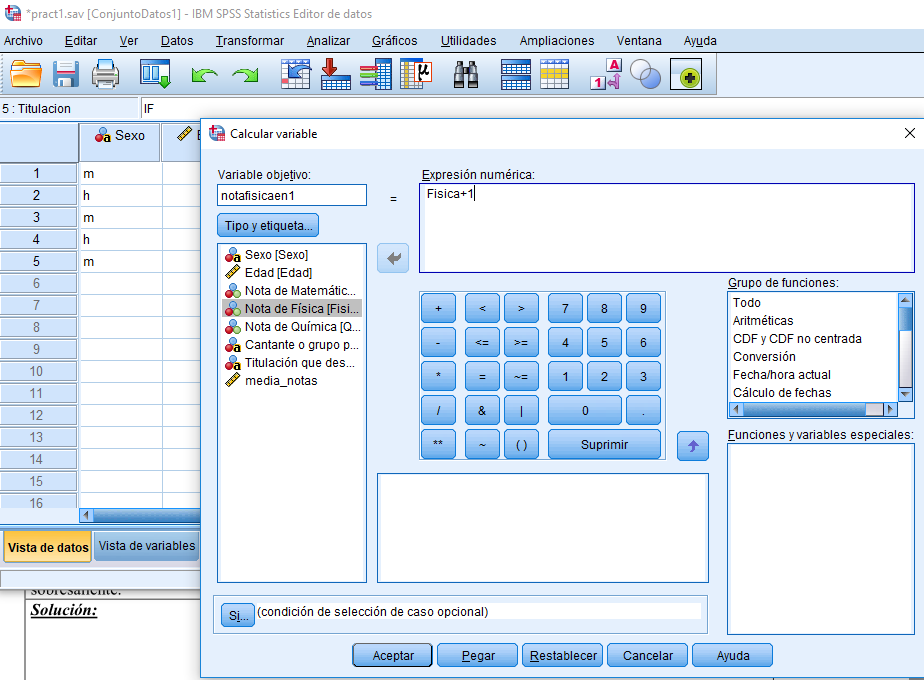 *pract1.sav [ConjuntoDatos1] - IBM SPSS Statistics Editor de datos
Archivo Editar Ver Datos Transformar Analizar Gráficos Utilidades Ampliaciones Ventana Ayuda
5 : Titulacion IF
Sexo
1 m
2 h
3 m
4 h
5 m
6
7
8
9
10
11
12
13
14
15
16
Vista de datos Vista de variables
sobresaliente.
Solución:
Calcular variable
Variable objetivo:
notafisicaen1
=
Expresión numérica:
Fisica+1
Tipo y etiqueta...
Sexo [Sexo]
Edad [Edad]
Nota de Matemátic...
Nota de Física [Fisi...
Nota de Química [Q...
Cantante o grupo p...
Titulación que des...
media_notas
+ < > 7 8 9
- <= >= 4 5 6
* = ~= 1 2 3
/ & | 0 .
** ~ ( ) Suprimir
Grupo de funciones:
Todo
Aritméticas
CDF y CDF no centrada
Conversión
Fecha/hora actual
Cálculo de fechas
Funciones y variables especiales:
Si... (condición de selección de caso opcional)
Aceptar Pegar Restablecer Cancelar Ayuda